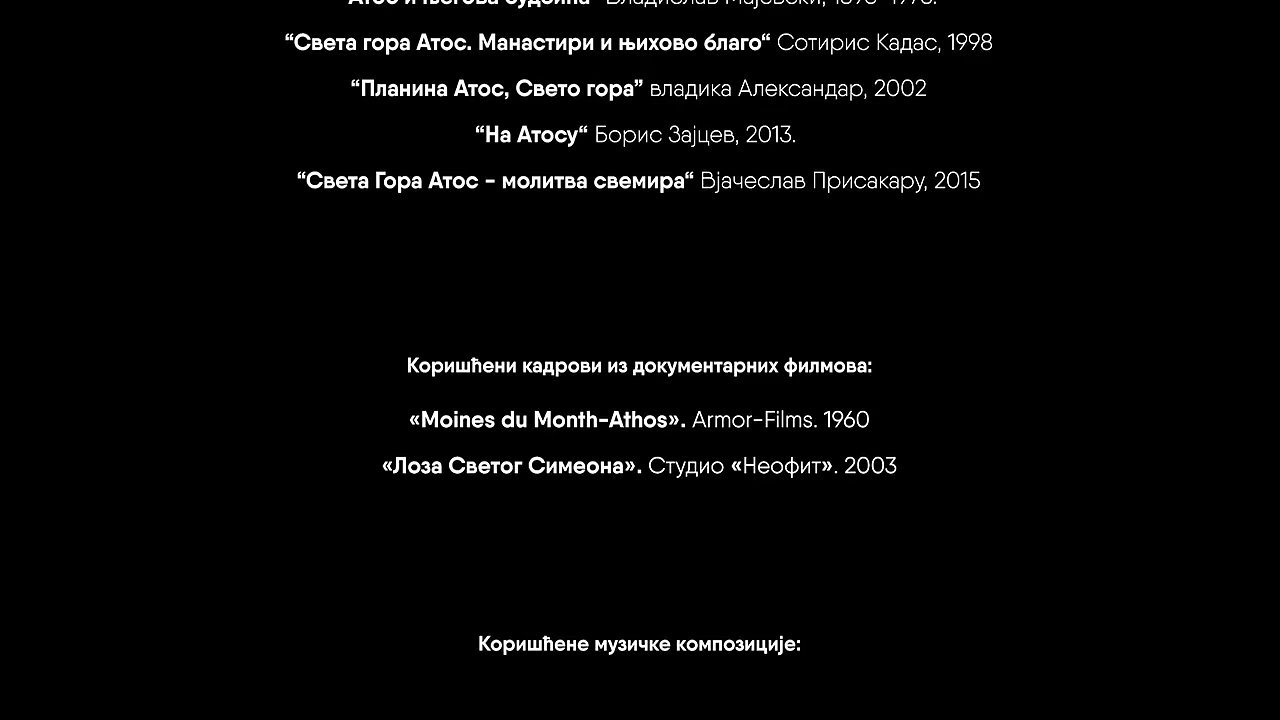 Владислав Мајевски,
“Света гора Атос. Манастири и њихово благо“ Сотирис Кадас, 1998
“Планина Атос, Свето гора” владика Александар, 2002
“На Атосу“ Борис Зајцев, 2013.
“Света Гора Атос - молитва свемира“ Вјачеслав Присакару, 2015
Коришћени кадрови из документарних филмова:
«Moines du Month-Athos». Armor-Films. 1960
«Лоза Светог Симеона». Студио «Неофит». 2003
Коришћене музичке композиције: